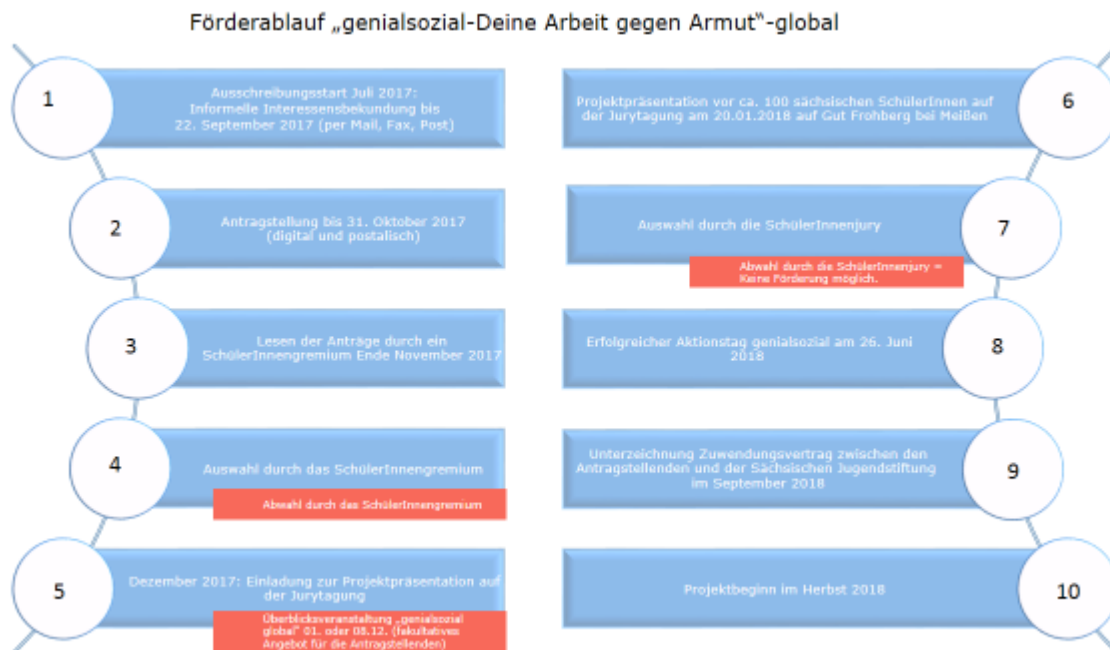 Förderablauf „genialsozial-Deine Arbeit gegen Armut“-global
1
Ausschreibungsstart Juli 2017:
Informelle Interessensbekundung bis
22. September 2017 (per Mail, Fax, Post)
2
Antragstellung bis 31. Oktober 2017
(digital und postalisch)
3
Lesen der Anträge durch ein
SchülerInnengremium Ende November 2017
4
Auswahl durch das SchülerInnengremium
Abwahl durch das SchülerInnengremium
5
Dezember 2017: Einladung zur Projektpräsentation auf
der Jurytagung
Überblicksveranstaltung „genialsozial
global“ 01. oder 08.12. (fakultatives
Angebot für die Antragstellenden)
6
Projektpräsentation vor ca. 100 sächsischen SchülerInnen auf
der Jurytagung am 20.01.2018 auf Gut Frohberg bei Meißen
7
Auswahl durch die SchülerInnenjury
Abwahl durch die SchülerInnenjury =
Keine Förderung möglich.
8
Erfolgreicher Aktionstag genialsozial am 26. Juni
2018
9
Unterzeichnung Zuwendungsvertrag zwischen den
Antragstellenden und der Sächsischen Jugendstiftung
im September 2018
10
Projektbeginn im Herbst 2018